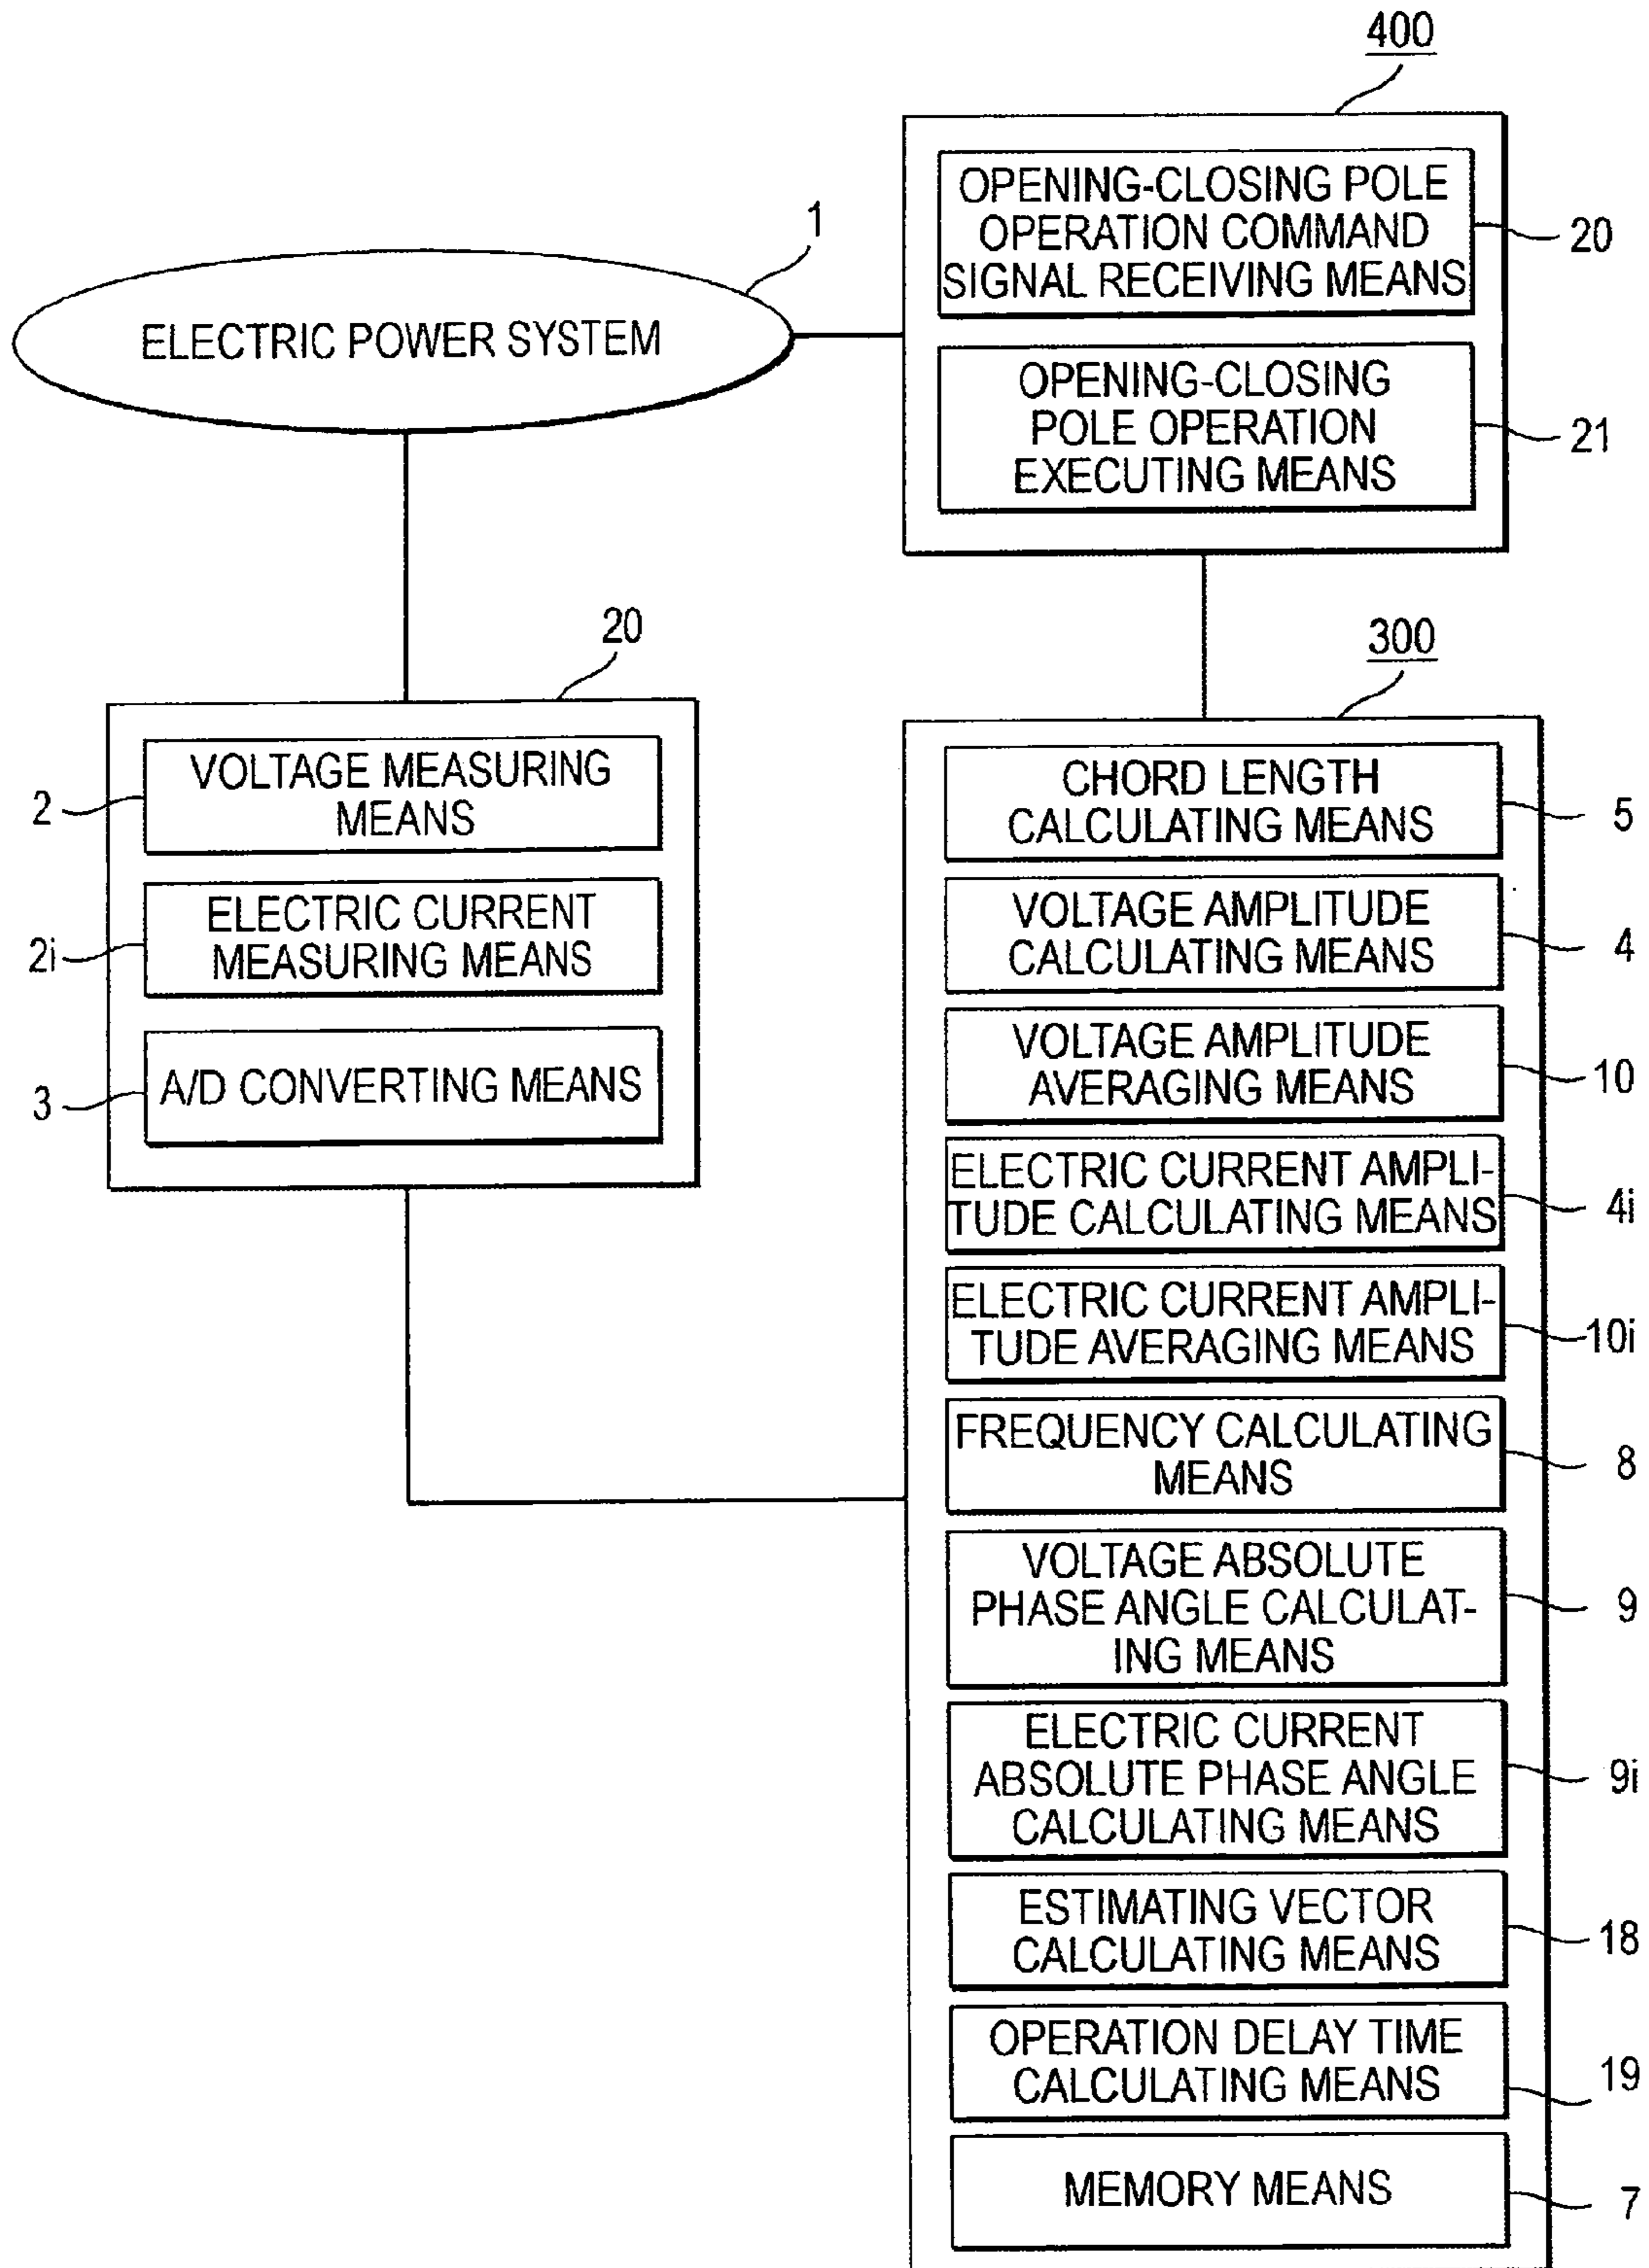 400
OPENING-CLOSING POLE
OPERATION COMMAND
SIGNAL RECEIVING MEANS
20
OPENING-CLOSING
POLE OPERATION
EXECUTING MEANS
21
1
ELECTRIC POWER SYSTEM
20
VOLTAGE MEASURING
MEANS
2
ELECTRIC CURRENT
MEASURING MEANS
2i
A/D CONVERTING MEANS
3
300
CHORD LENGTH
CALCULATING MEANS
5
VOLTAGE AMPLITUDE
CALCULATING MEANS
4
VOLTAGE AMPLITUDE
AVERAGING MEANS
10
ELECTRIC CURRENT AMPLI-
TUDE CALCULATING MEANS
4i
ELECTRIC CURRENT AMPLI-
TUDE AVERAGING MEANS
10i
FREQUENCY CALCULATING
MEANS
8
VOLTAGE ABSOLUTE
PHASE ANGLE CALCULAT-
ING MEANS
9
ELECTRIC CURRENT
ABSOLUTE PHASE ANGLE
CALCULATING MEANS
9i
ESTIMATING VECTOR
CALCULATING MEANS
18
OPERATION DELAY TIME
CALCULATING MEANS
19
MEMORY MEANS
7